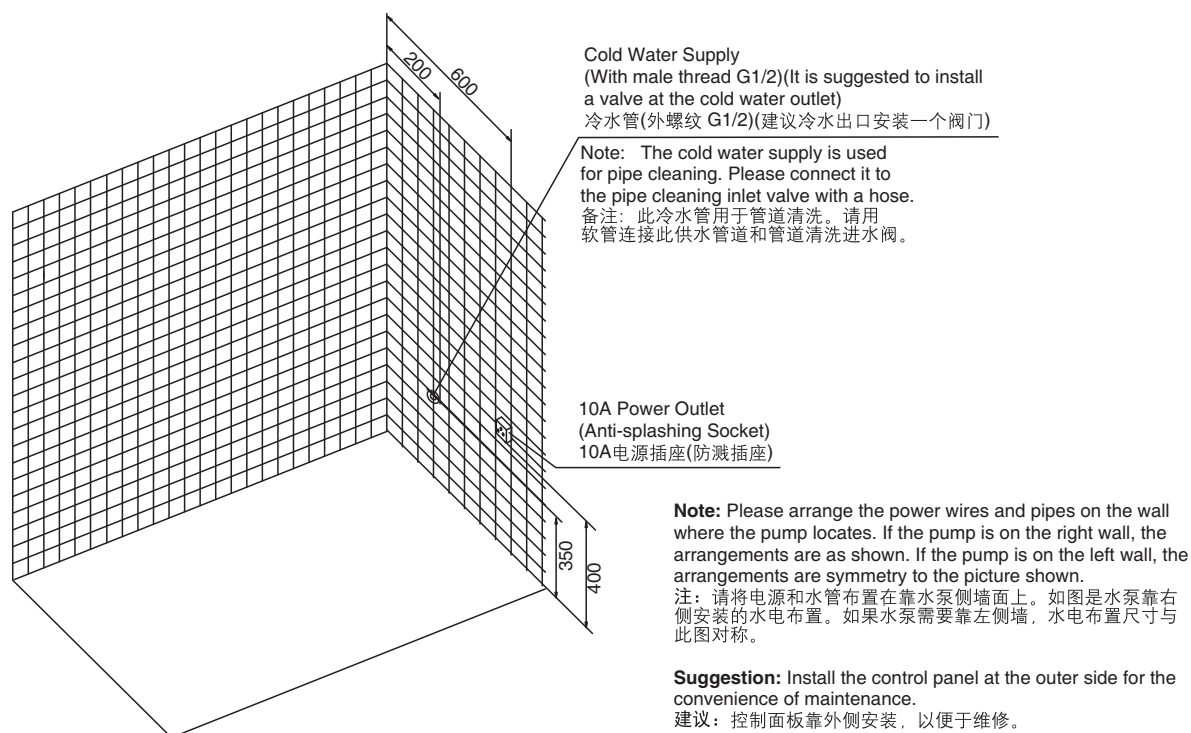 200
600
Cold Water Supply
(With male thread G1/2)(It is suggested to install
a valve at the cold water outlet)
冷水管(外螺纹 G1/2)(建议冷水出口安装一个阀门)
Note: The cold water supply is used
for pipe cleaning. Please connect it to
the pipe cleaning inlet valve with a hose.
备注：此冷水管用于管道清洗。请用
软管连接此供水管道和管道清洗进水阀。
10A Power Outlet
(Anti-splashing Socket)
10A电源插座(防溅插座)
350
400
Note: Please arrange the power wires and pipes on the wall
where the pump locates. If the pump is on the right wall, the
arrangements are as shown. If the pump is on the left wall, the
arrangements are symmetry to the picture shown.
注：请将电源和水管布置在靠水泵侧墙面上。如图是水泵靠右
侧安装的水电布置。如果水泵需要靠左侧墙，水电布置尺寸与
此图对称。
Suggestion: Install the control panel at the outer side for the
convenience of maintenance.
建议：控制面板靠外侧安装，以便于维修。